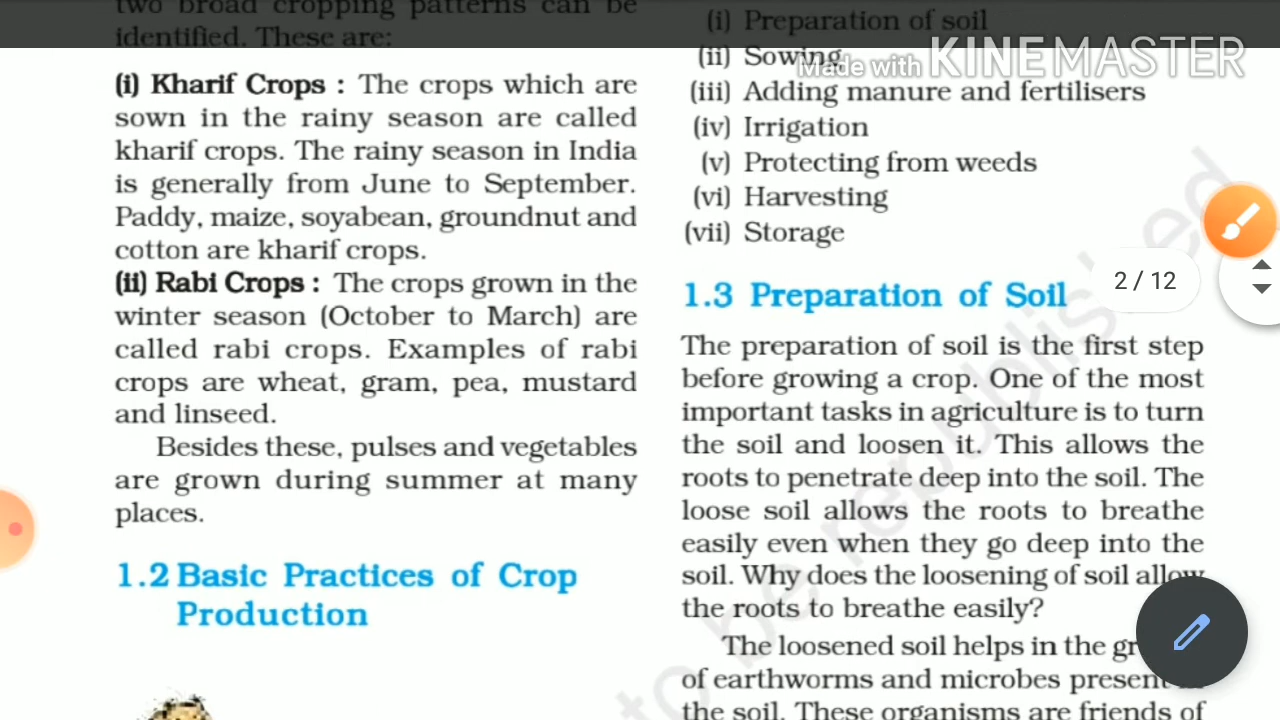 two broad cropping patterns can be
identified. These are:
(i) Kharif Crops : The crops which are
sown in the rainy season are called
kharif crops. The rainy season in India
is generally from June to September.
Paddy, maize, soyabean, groundnut and
cotton are kharif crops.
(ii) Rabi Crops : The crops grown in the
winter season (October to March) are
called rabi crops. Examples of rabi
crops are wheat, gram, pea, mustard
and linseed.
Besides these, pulses and vegetables
are grown during summer at many
places.
1.2 Basic Practices of Crop
Production
(i) Preparation of soil
(ii) Sowing
(iii) Adding manure and fertilisers
(iv) Irrigation
(v) Protecting from weeds
(vi) Harvesting
(vii) Storage
1.3 Preparation of Soil
The preparation of soil is the first step
before growing a crop. One of the most
important tasks in agriculture is to turn
the soil and loosen it. This allows the
roots to penetrate deep into the soil. The
loose soil allows the roots to breathe
easily even when they go deep into the
soil. Why does the loosening of soil allow
the roots to breathe easily?
The loosened soil helps in the
of earthworms and microbes present
the soil. These organisms are friends of
Made with KINEMASTER
2 / 12
to be republished